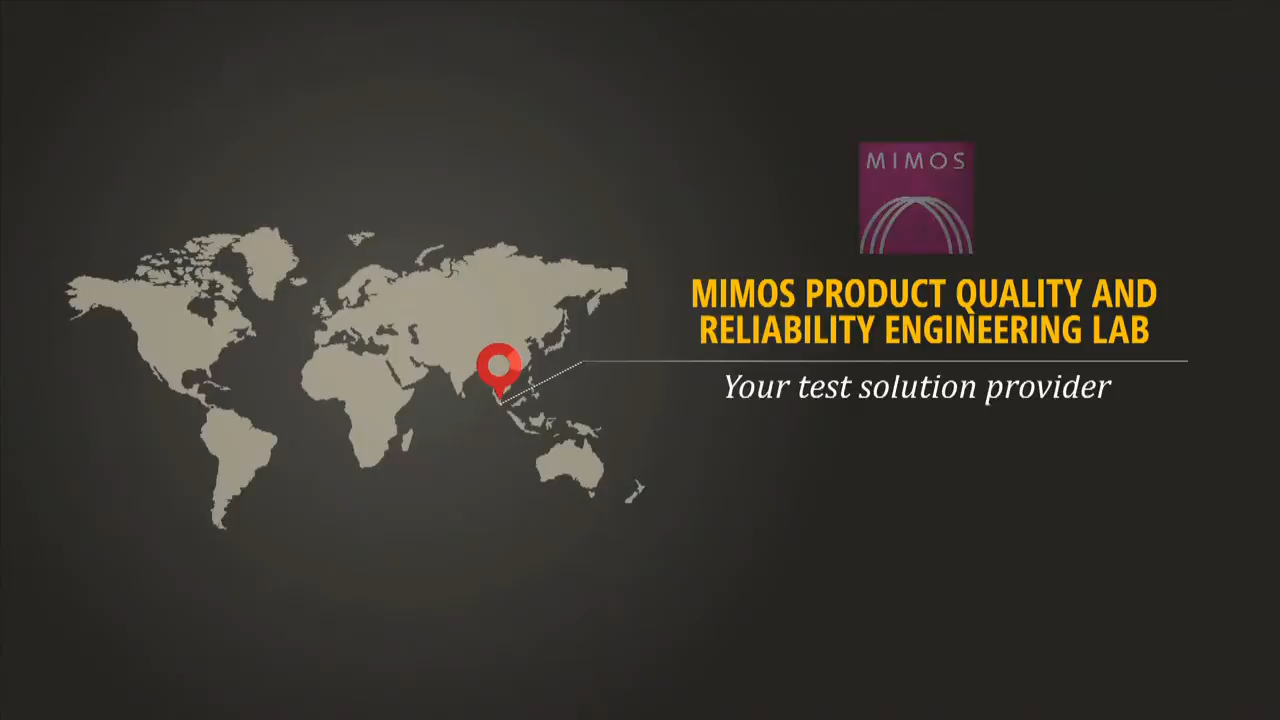 MIMOS
MIMOS PRODUCT QUALITY AND
RELIABILITY ENGINEERING LAB
Your test solution provider